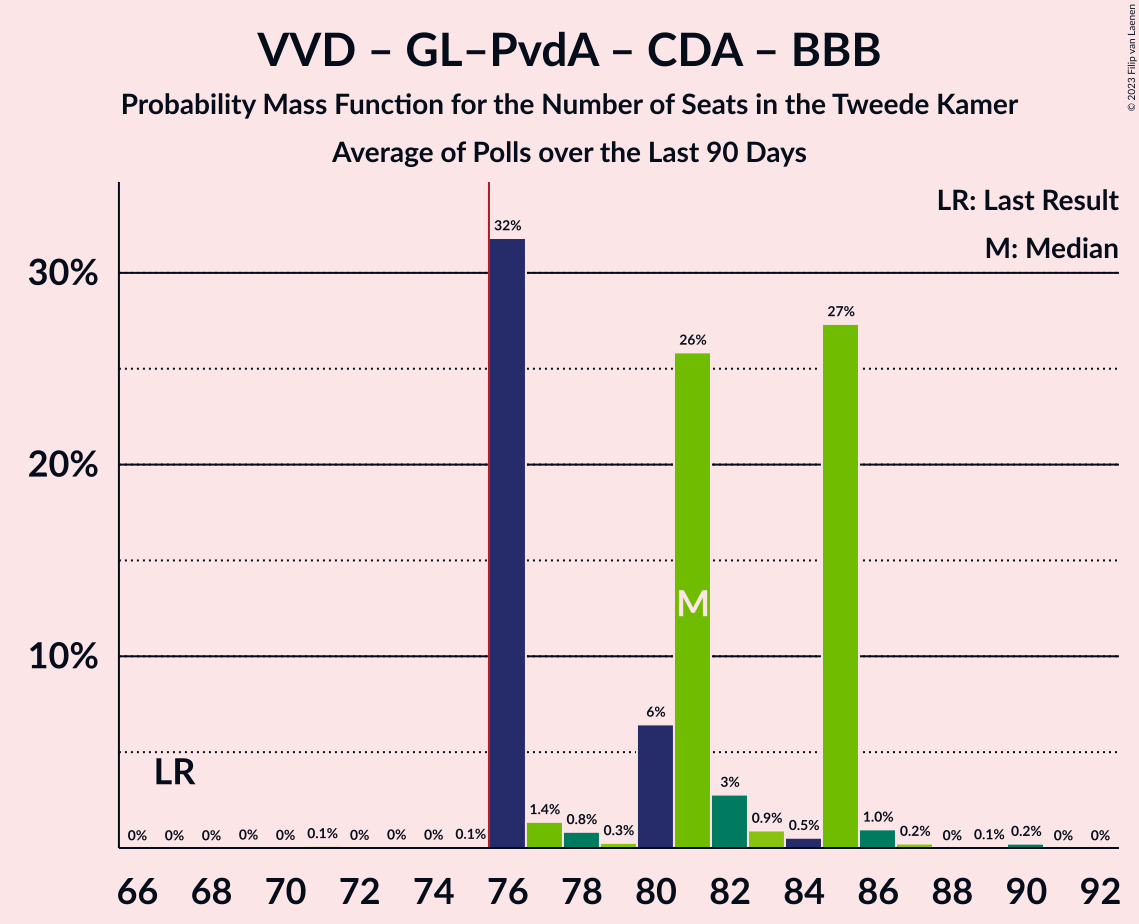 VVD – GL–PvdA – CDA – BBB
Probability Mass Function for the Number of Seats in the Tweede Kamer
Average of Polls over the Last 90 Days
© 2023 Filip van Laenen
LR: Last Result
M: Median
30%
20%
10%
LR
M
0% 0% 0% 0% 0% 0.1% 0% 0% 0% 0.1% 32% 1.4% 0.8% 0.3% 6% 26% 3% 0.9% 0.5% 27% 1.0% 0.2% 0% 0.1% 0.2% 0% 0%
66 68 70 72 74 76 78 80 82 84 86 88 90 92